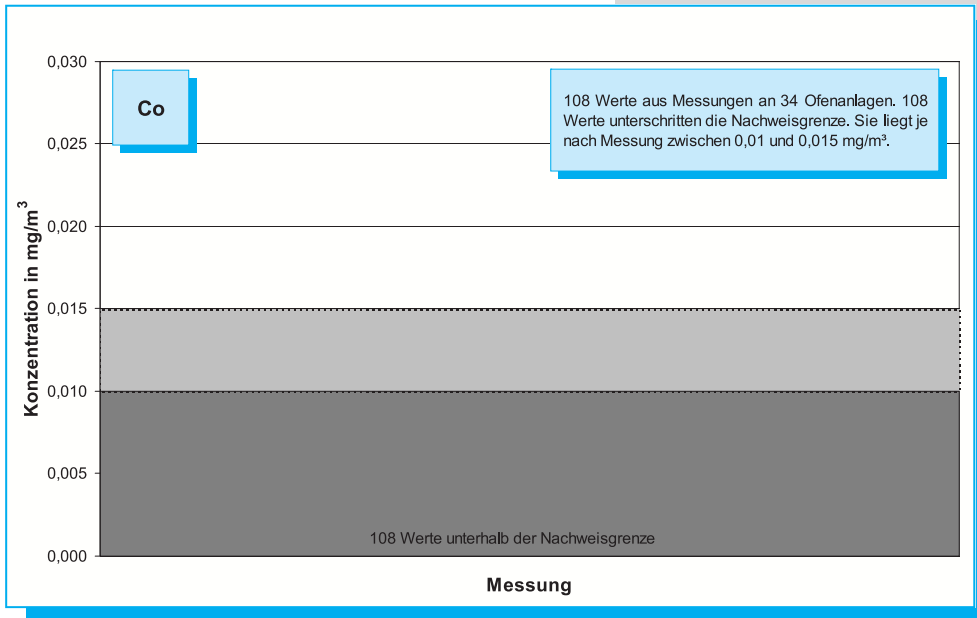 Co
108 Werte aus Messungen an 34 Ofenanlagen. 108
Werte unterschritten die Nachweisgrenze. Sie liegt je
nach Messung zwischen 0,01 und 0,015 mg/m³.
Konzentration in mg/m³
0,030
0,025
0,020
0,015
0,010
0,005
0,000
108 Werte unterhalb der Nachweisgrenze
Messung